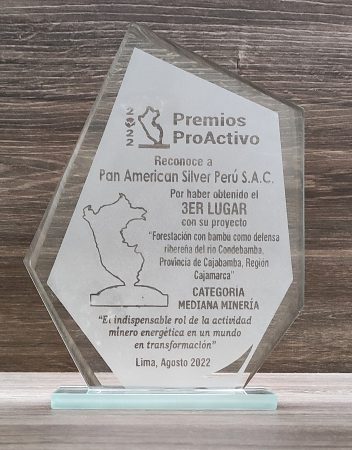 2022
Premios
ProActivo
Reconoce a
Pan American Silver Perú S.A.C.
Por haber obtenido el
3ER LUGAR
con su proyecto
"Forestación con bambu como defensa
ribereña del rio Condebamba,
Provincia de Cajabamba, Región
Cajamarca"
CATEGORIA
MEDIANA MINERÍA
"El indispensable rol de la actividad
minero energética en un mundo
en transformación"
Lima, Agosto 2022